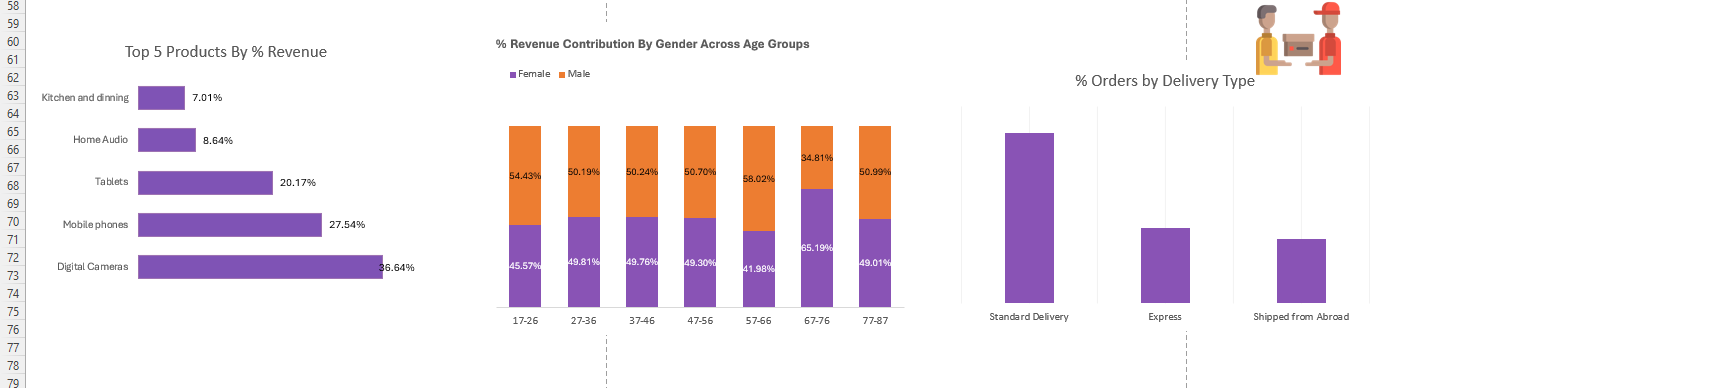 58
59
60
61
62
63
64
65
66
67
68
69
70
71
72
73
74
75
76
77
78
79
Top 5 Products By % Revenue
Kitchen and dinning 7.01%
Home Audio 8.64%
Tablets 20.17%
Mobile phones 27.54%
Digital Cameras 36.64%
% Revenue Contribution By Gender Across Age Groups
Female Male
54.43% 50.19% 50.24% 50.70% 58.02% 34.81% 50.99%
45.57% 49.81% 49.76% 49.30% 41.98% 65.19% 49.01%
17-26 27-36 37-46 47-56 57-66 67-76 77-87
% Orders by Delivery Type
Standard Delivery Express Shipped from Abroad